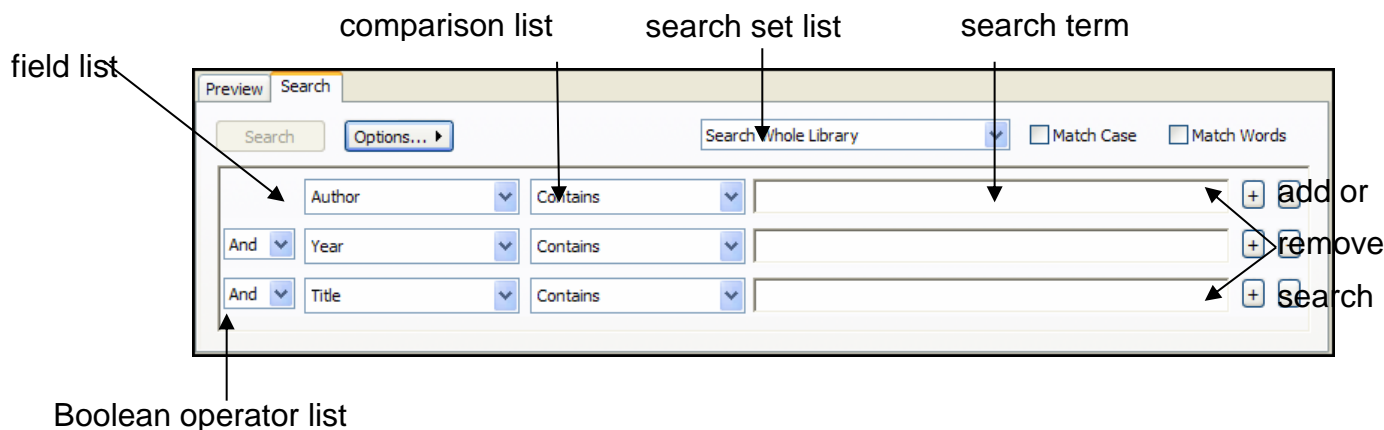 comparison list search set list search term
field list
Preview Search
Search Options... Search Whole Library Match Case Match Words
Author Contains + add or
And Year Contains + remove
And Title Contains + search
Boolean operator list